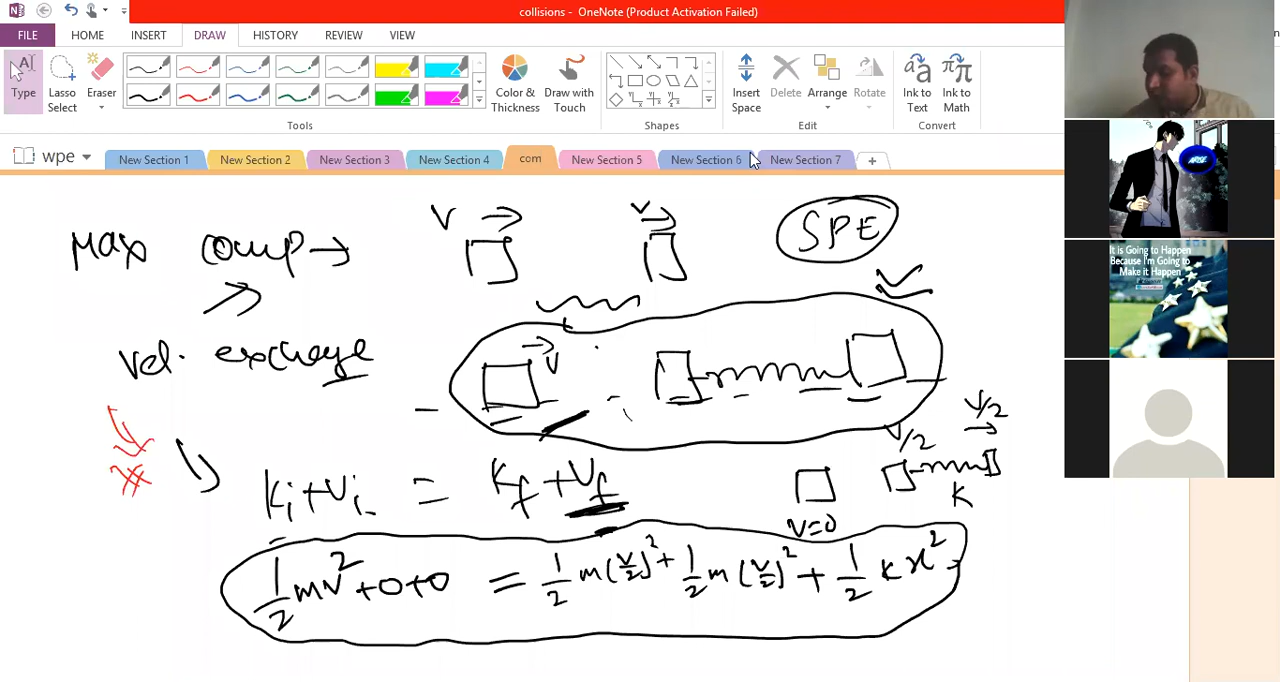 collisions - OneNote (Product Activation Failed)
FILE HOME INSERT DRAW HISTORY REVIEW VIEW
Type Lasso Select Eraser Color & Thickness Draw with Touch Insert Space Delete Arrange Rotate Ink to Text Ink to Math
Tools Shapes Edit Convert
wpe New Section 1 New Section 2 New Section 3 New Section 4 com New Section 5 New Section 6 New Section 7
V v SPE
Max comp →
vel. exchange
V
V/2 V/2
K
v=0
Ki+Ui = Kf+Uf
1/2 mv² +0+0 = 1/2 m(v/2)² + 1/2 m(v/2)² + 1/2 Kx²
It is Going to Happen
Because I'm Going to
Make it Happen